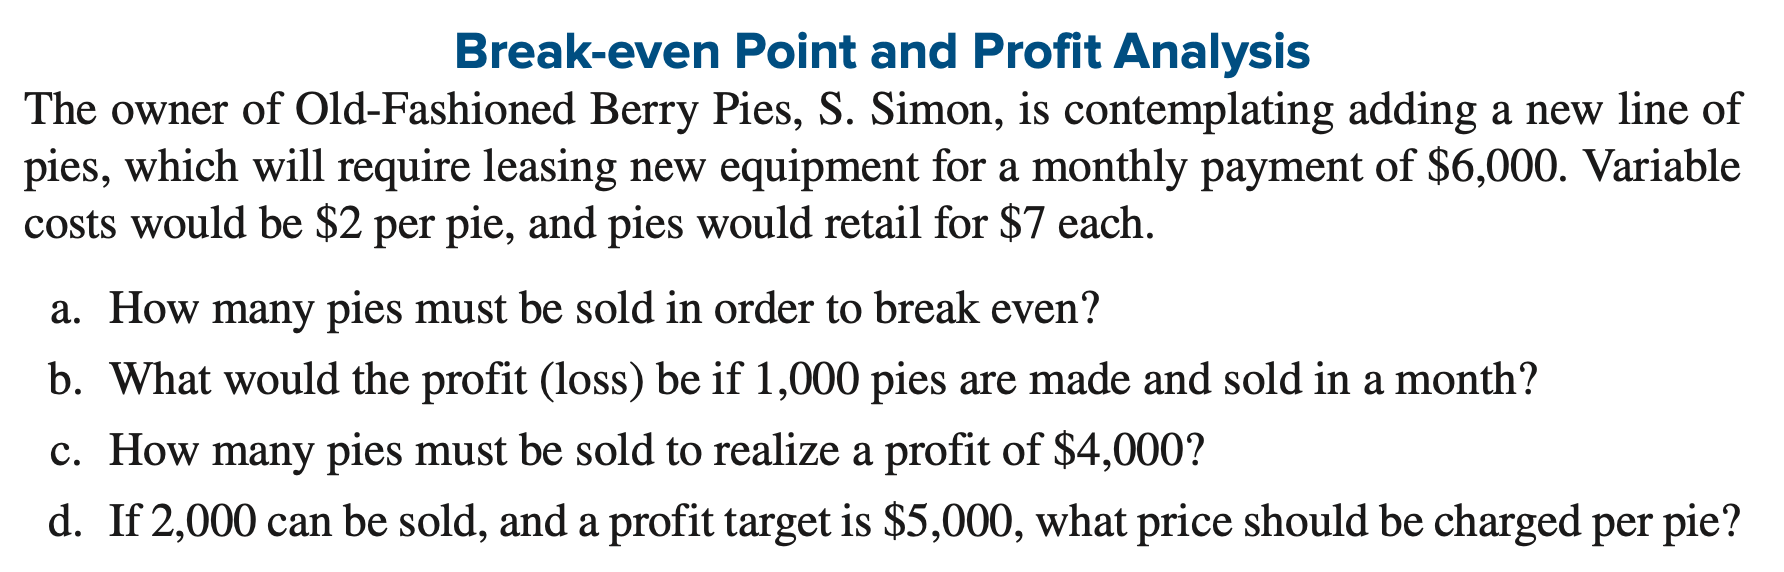 Break-even Point and Profit Analysis
The owner of Old-Fashioned Berry Pies, S. Simon, is contemplating adding a new line of
pies, which will require leasing new equipment for a monthly payment of $6,000. Variable
costs would be $2 per pie, and pies would retail for $7 each.
a. How many pies must be sold in order to break even?
b. What would the profit (loss) be if 1,000 pies are made and sold in a month?
c. How many pies must be sold to realize a profit of $4,000?
d. If 2,000 can be sold, and a profit target is $5,000, what price should be charged per pie?